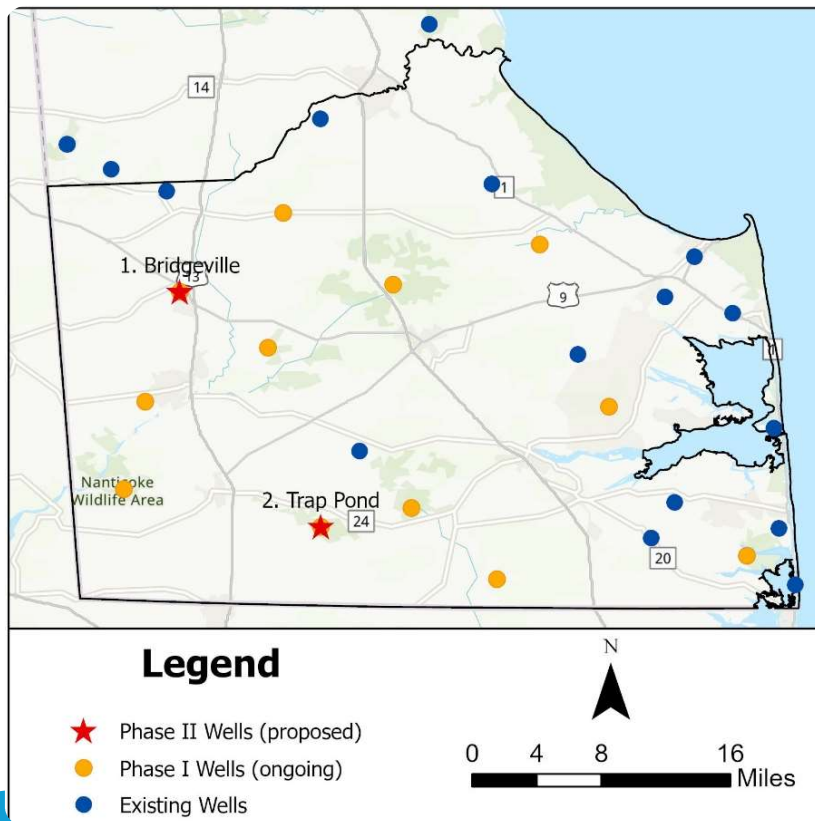 14
1
1. Bridgeville
13
9
1
Nanticoke
Wildlife Area
2. Trap Pond
24
20
Legend
N
Phase II Wells (proposed)
Phase I Wells (ongoing)
Existing Wells
0 4 8 16
Miles